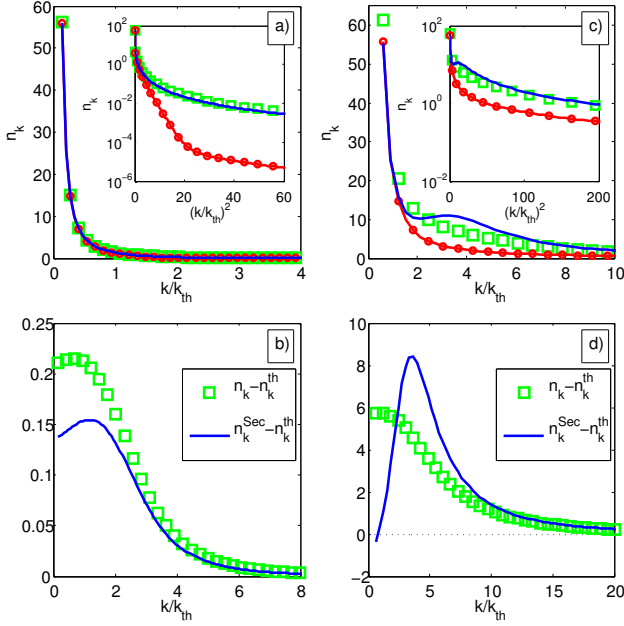 a)
n_k
60
50
40
30
20
10
0
0 1 2 3 4
k/k_th
n_k
10^2
10^0
10^-2
10^-4
10^-6
0 20 40 60
(k/k_th)^2
c)
n_k
60
50
40
30
20
10
0
0 2 4 6 8 10
k/k_th
n_k
10^2
10^0
10^-2
0 100 200
(k/k_th)^2
b)
0.25
0.2
0.15
0.1
0.05
0
0 2 4 6 8
k/k_th
n_k−n_k^th
n_k^Sec−n_k^th
d)
10
8
6
4
2
0
−2
0 5 10 15 20
k/k_th
n_k−n_k^th
n_k^Sec−n_k^th